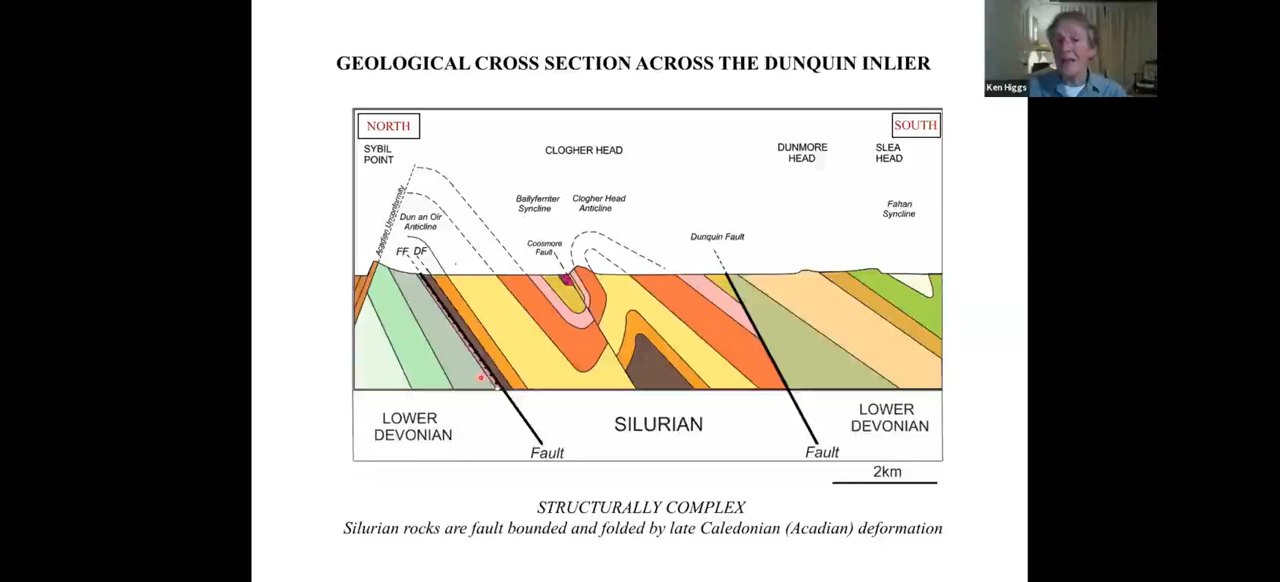 Ken Higgs
GEOLOGICAL CROSS SECTION ACROSS THE DUNQUIN INLIER
NORTH
SOUTH
SYBIL
POINT
CLOGHER HEAD
DUNMORE
HEAD
SLEA
HEAD
Acadian Unconformity
Dun an Oir
Anticline
FF DF
Ballyferriter
Syncline
Clogher Head
Anticline
Coosmore
Fault
Dunquin Fault
Fahan
Syncline
LOWER
DEVONIAN
SILURIAN
LOWER
DEVONIAN
Fault
Fault
2km
STRUCTURALLY COMPLEX
Silurian rocks are fault bounded and folded by late Caledonian (Acadian) deformation